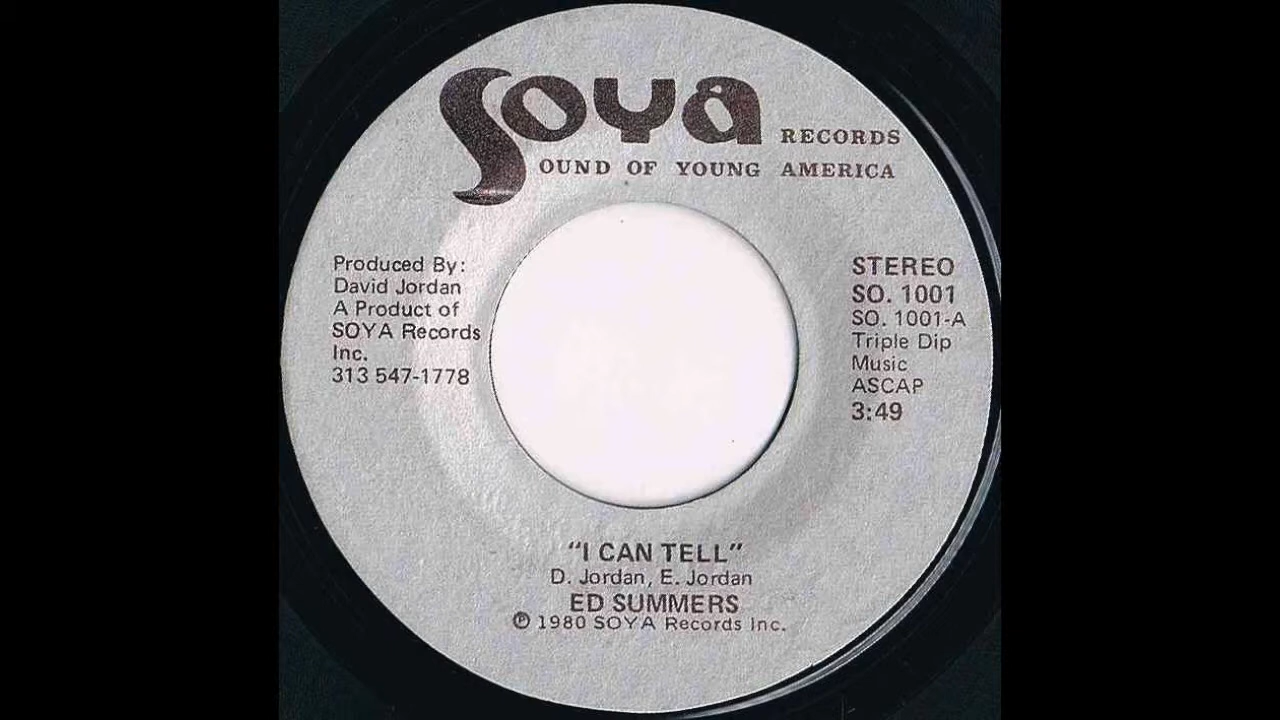 Soya RECORDS
OUND OF YOUNG AMERICA
Produced By:
David Jordan
A Product of
SOYA Records
Inc.
313 547-1778
STEREO
SO. 1001
SO. 1001-A
Triple Dip
Music
ASCAP
3:49
"I CAN TELL"
D. Jordan, E. Jordan
ED SUMMERS
℗ 1980 SOYA Records Inc.